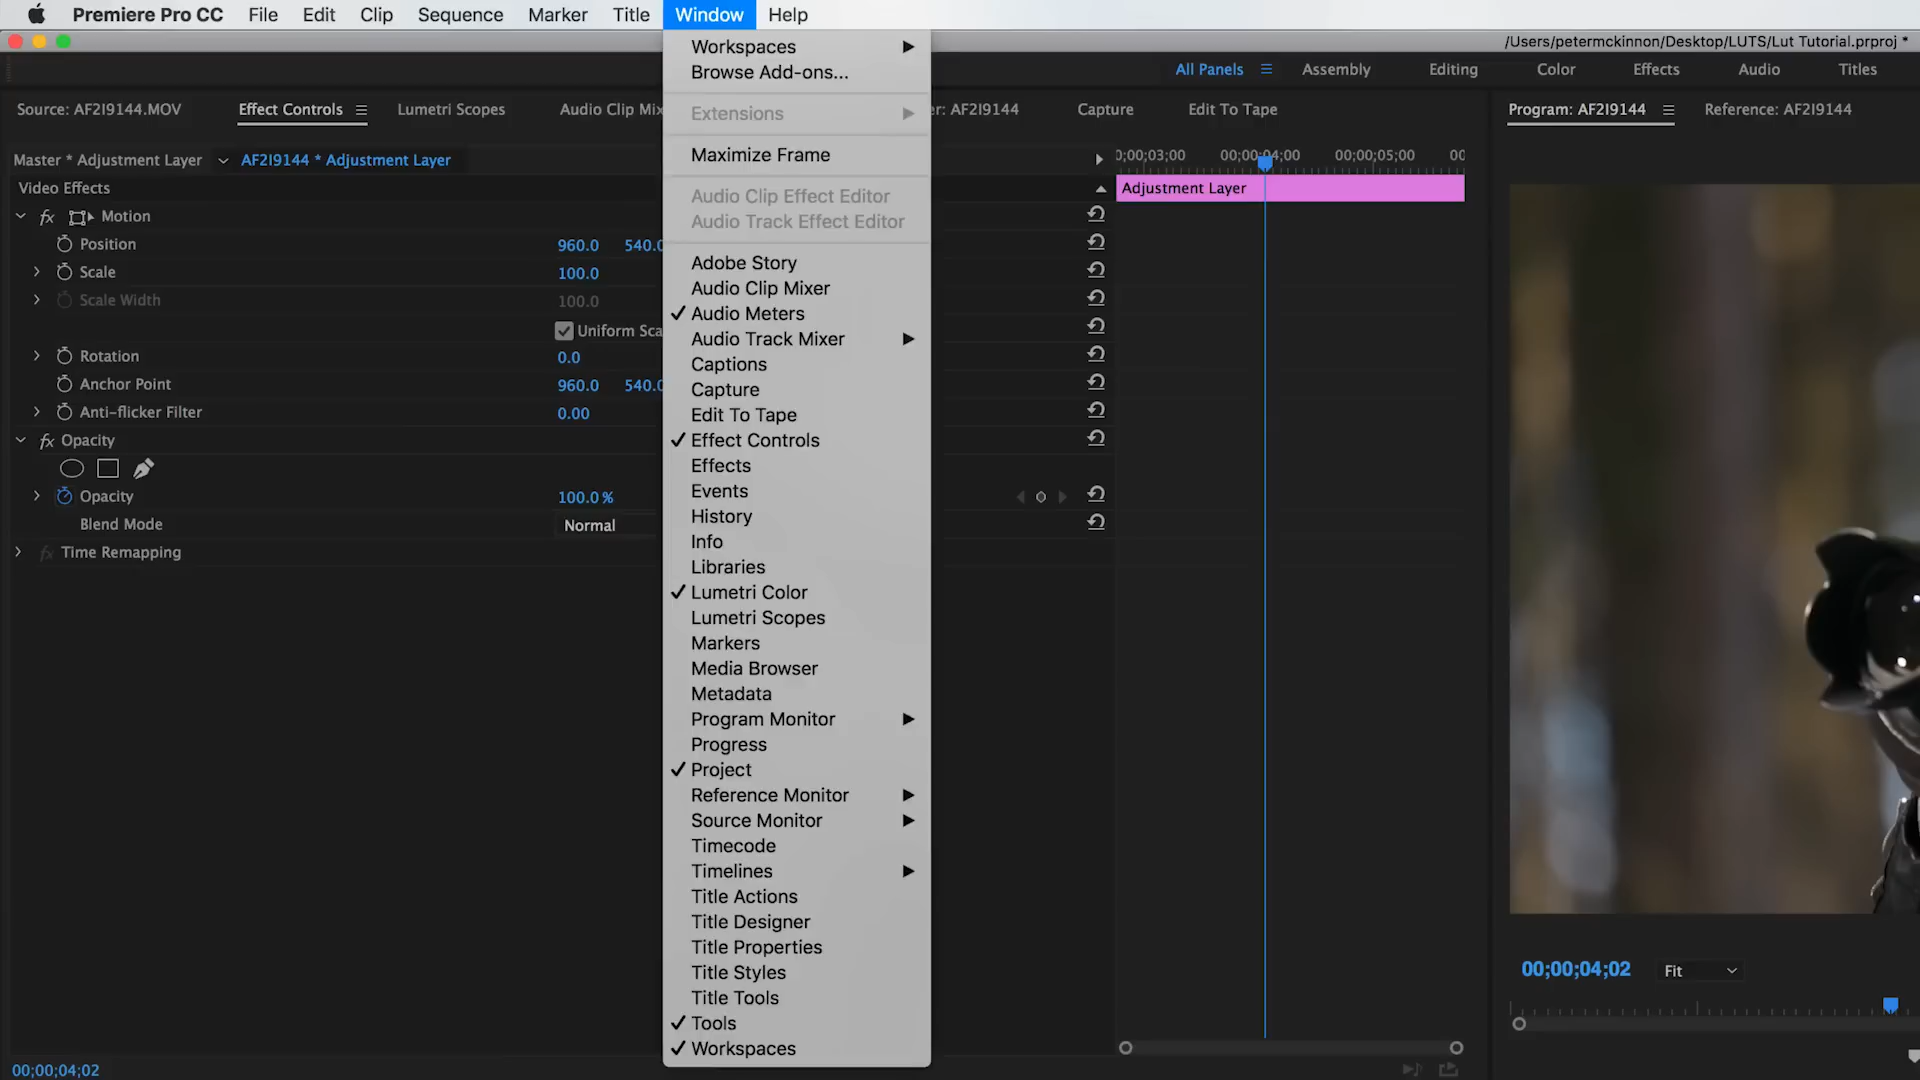 Premiere Pro CC File Edit Clip Sequence Marker Title Window Help
/Users/petermckinnon/Desktop/LUTS/Lut Tutorial.prproj *
All Panels Assembly Editing Color Effects Audio Titles
Source: AF2I9144.MOV Effect Controls Lumetri Scopes Audio Clip Mix er: AF2I9144 Capture Edit To Tape
Program: AF2I9144 Reference: AF2I9144
Master * Adjustment Layer AF2I9144 * Adjustment Layer
Video Effects
fx Motion
Position 960.0 540.0
Scale 100.0
Scale Width 100.0
Uniform Sca
Rotation 0.0
Anchor Point 960.0 540.0
Anti-flicker Filter 0.00
fx Opacity
Opacity 100.0 %
Blend Mode Normal
fx Time Remapping
00;00;04;02
Workspaces
Browse Add-ons...
Extensions
Maximize Frame
Audio Clip Effect Editor
Audio Track Effect Editor
Adobe Story
Audio Clip Mixer
Audio Meters
Audio Track Mixer
Captions
Capture
Edit To Tape
Effect Controls
Effects
Events
History
Info
Libraries
Lumetri Color
Lumetri Scopes
Markers
Media Browser
Metadata
Program Monitor
Progress
Project
Reference Monitor
Source Monitor
Timecode
Timelines
Title Actions
Title Designer
Title Properties
Title Styles
Title Tools
Tools
Workspaces
0;00;03;00 00;00;04;00 00;00;05;00 00
Adjustment Layer
00;00;04;02 Fit